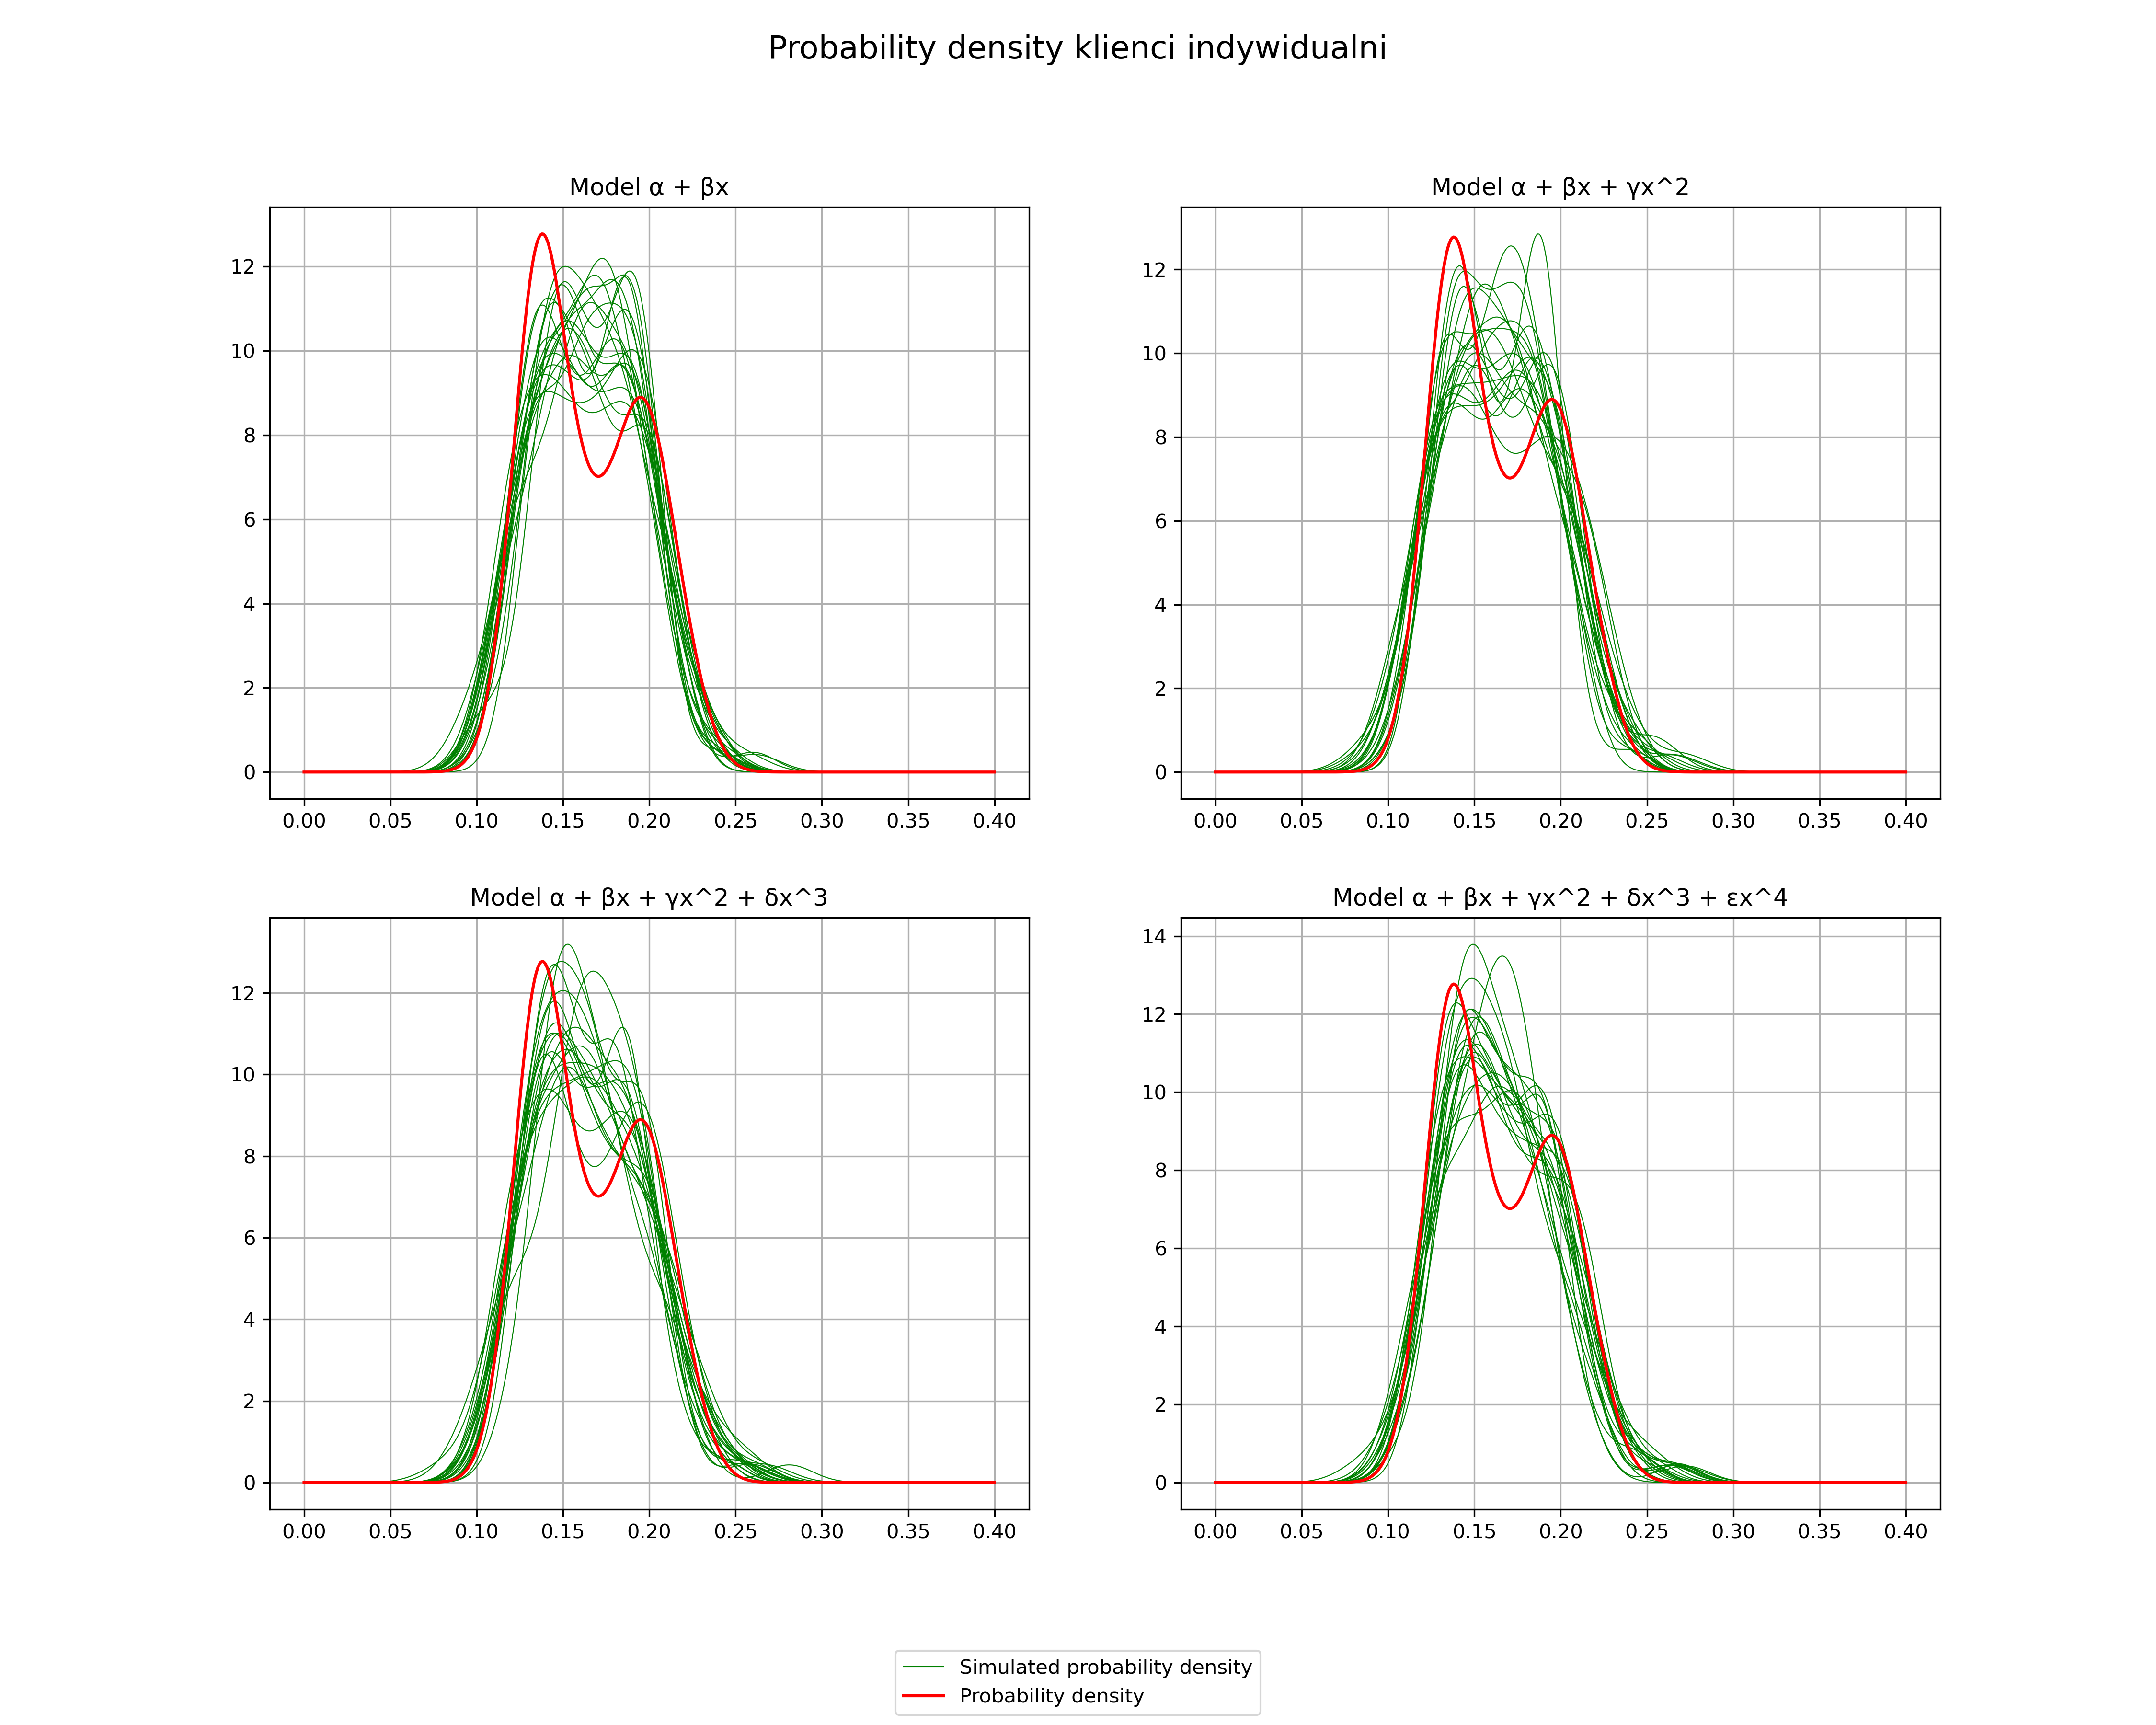 Probability density klienci indywidualni
Model α + βx
12
10
8
6
4
2
0
0.00 0.05 0.10 0.15 0.20 0.25 0.30 0.35 0.40
Model α + βx + γx^2
12
10
8
6
4
2
0
0.00 0.05 0.10 0.15 0.20 0.25 0.30 0.35 0.40
Model α + βx + γx^2 + δx^3
12
10
8
6
4
2
0
0.00 0.05 0.10 0.15 0.20 0.25 0.30 0.35 0.40
Model α + βx + γx^2 + δx^3 + εx^4
14
12
10
8
6
4
2
0
0.00 0.05 0.10 0.15 0.20 0.25 0.30 0.35 0.40
Simulated probability density
Probability density